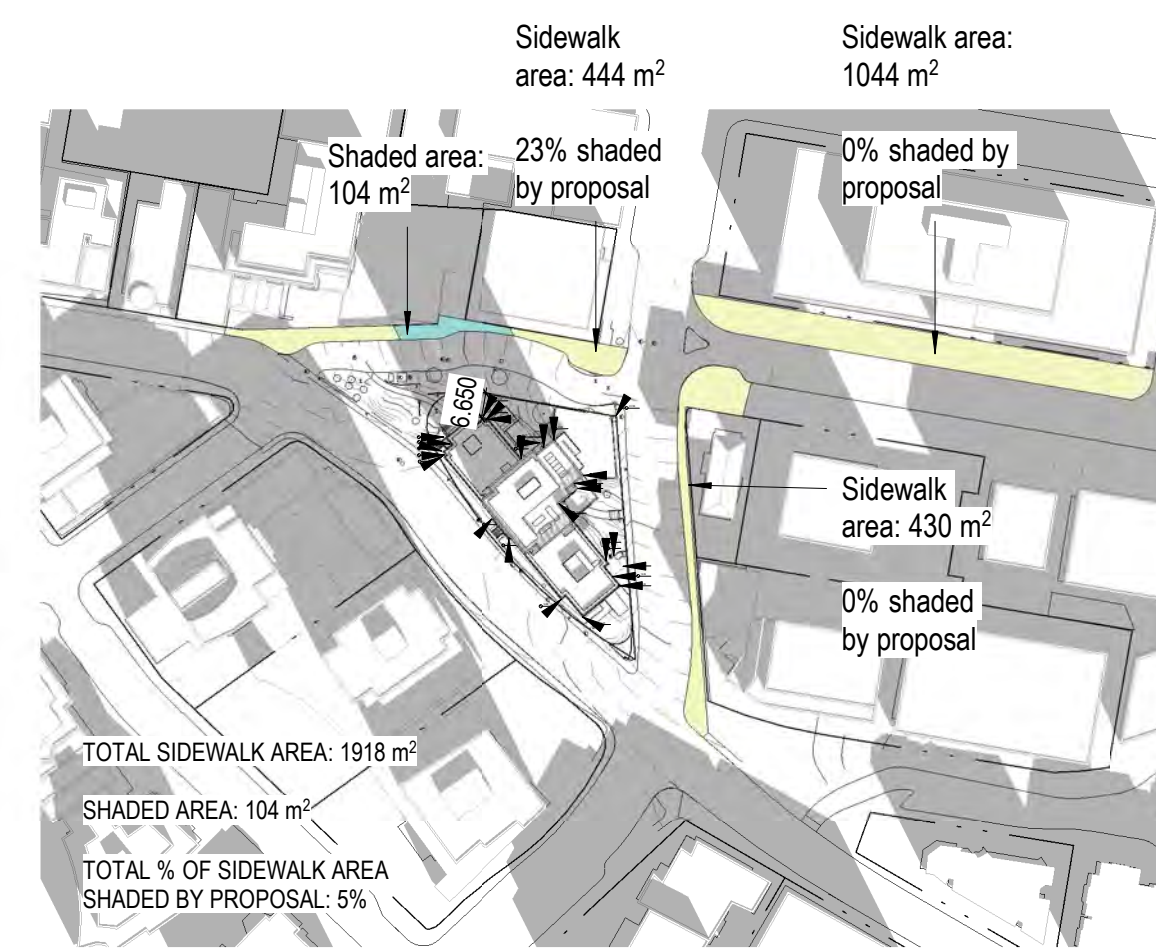 Sidewalk
area: 444 m²
Sidewalk area:
1044 m²
Shaded area:
104 m²
23% shaded
by proposal
0% shaded by
proposal
6.650
Sidewalk
area: 430 m²
0% shaded
by proposal
TOTAL SIDEWALK AREA: 1918 m²
SHADED AREA: 104 m²
TOTAL % OF SIDEWALK AREA
SHADED BY PROPOSAL: 5%